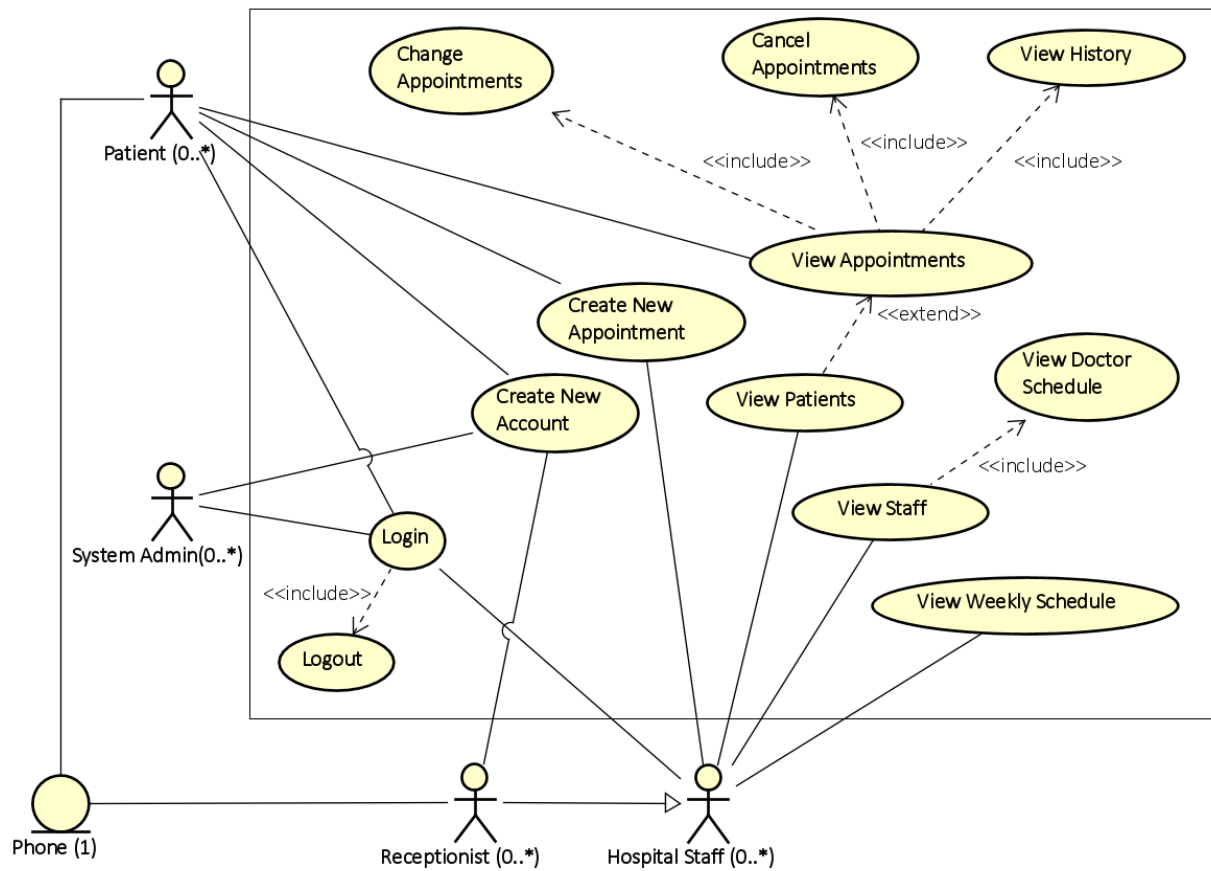 Change
Appointments
Cancel
Appointments
View History
Patient (0..*)
<<include>>
<<include>>
<<include>>
View Appointments
Create New
Appointment
<<extend>>
View Doctor
Schedule
Create New
Account
View Patients
<<include>>
System Admin(0..*)
Login
View Staff
<<include>>
View Weekly Schedule
Logout
Phone (1)
Receptionist (0..*)
Hospital Staff (0..*)